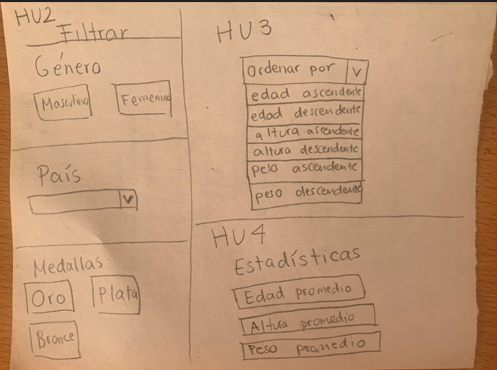 HU2
Filtrar
Género
Masculino Femenino
País
Medallas
Oro Plata
Bronce
HU3
Ordenar por
edad ascendente
edad descendente
altura ascendente
altura descendente
peso ascendente
peso descendente
HU4
Estadísticas
Edad promedio
Altura promedio
Peso promedio